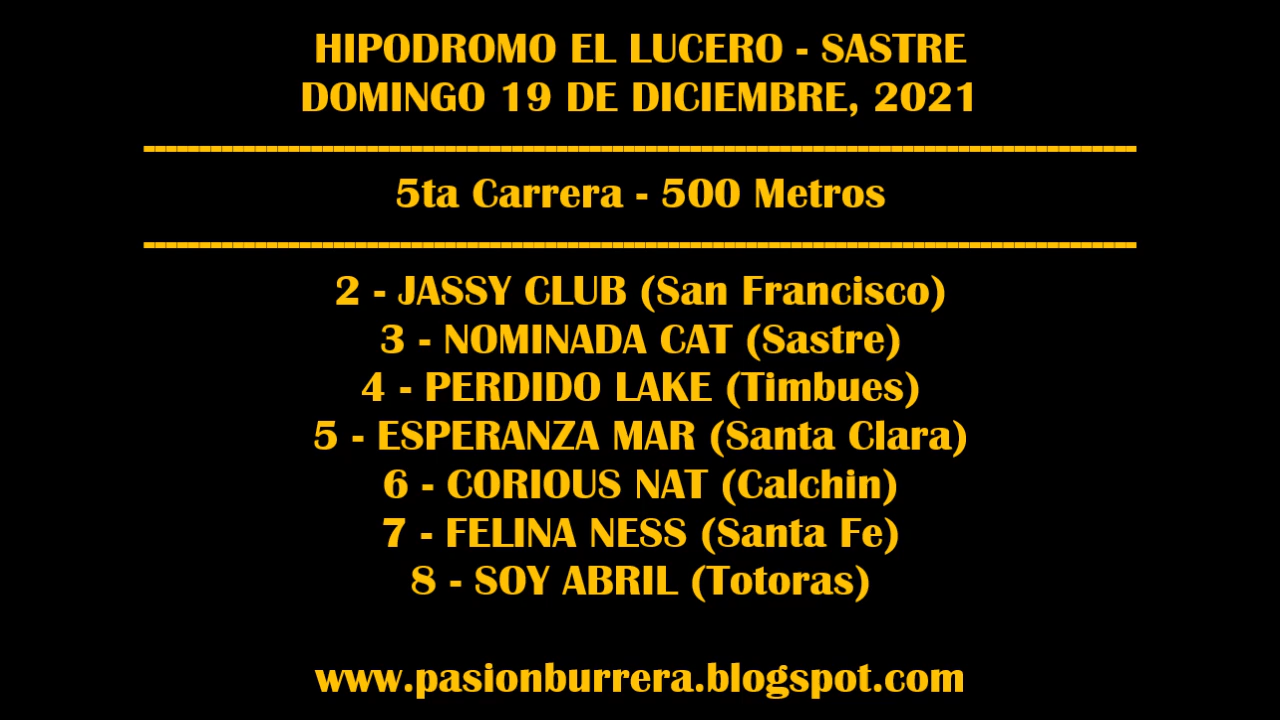 HIPODROMO EL LUCERO - SASTRE
DOMINGO 19 DE DICIEMBRE, 2021
5ta Carrera - 500 Metros
2 - JASSY CLUB (San Francisco)
3 - NOMINADA CAT (Sastre)
4 - PERDIDO LAKE (Timbues)
5 - ESPERANZA MAR (Santa Clara)
6 - CORIOUS NAT (Calchin)
7 - FELINA NESS (Santa Fe)
8 - SOY ABRIL (Totoras)
www.pasionburrera.blogspot.com